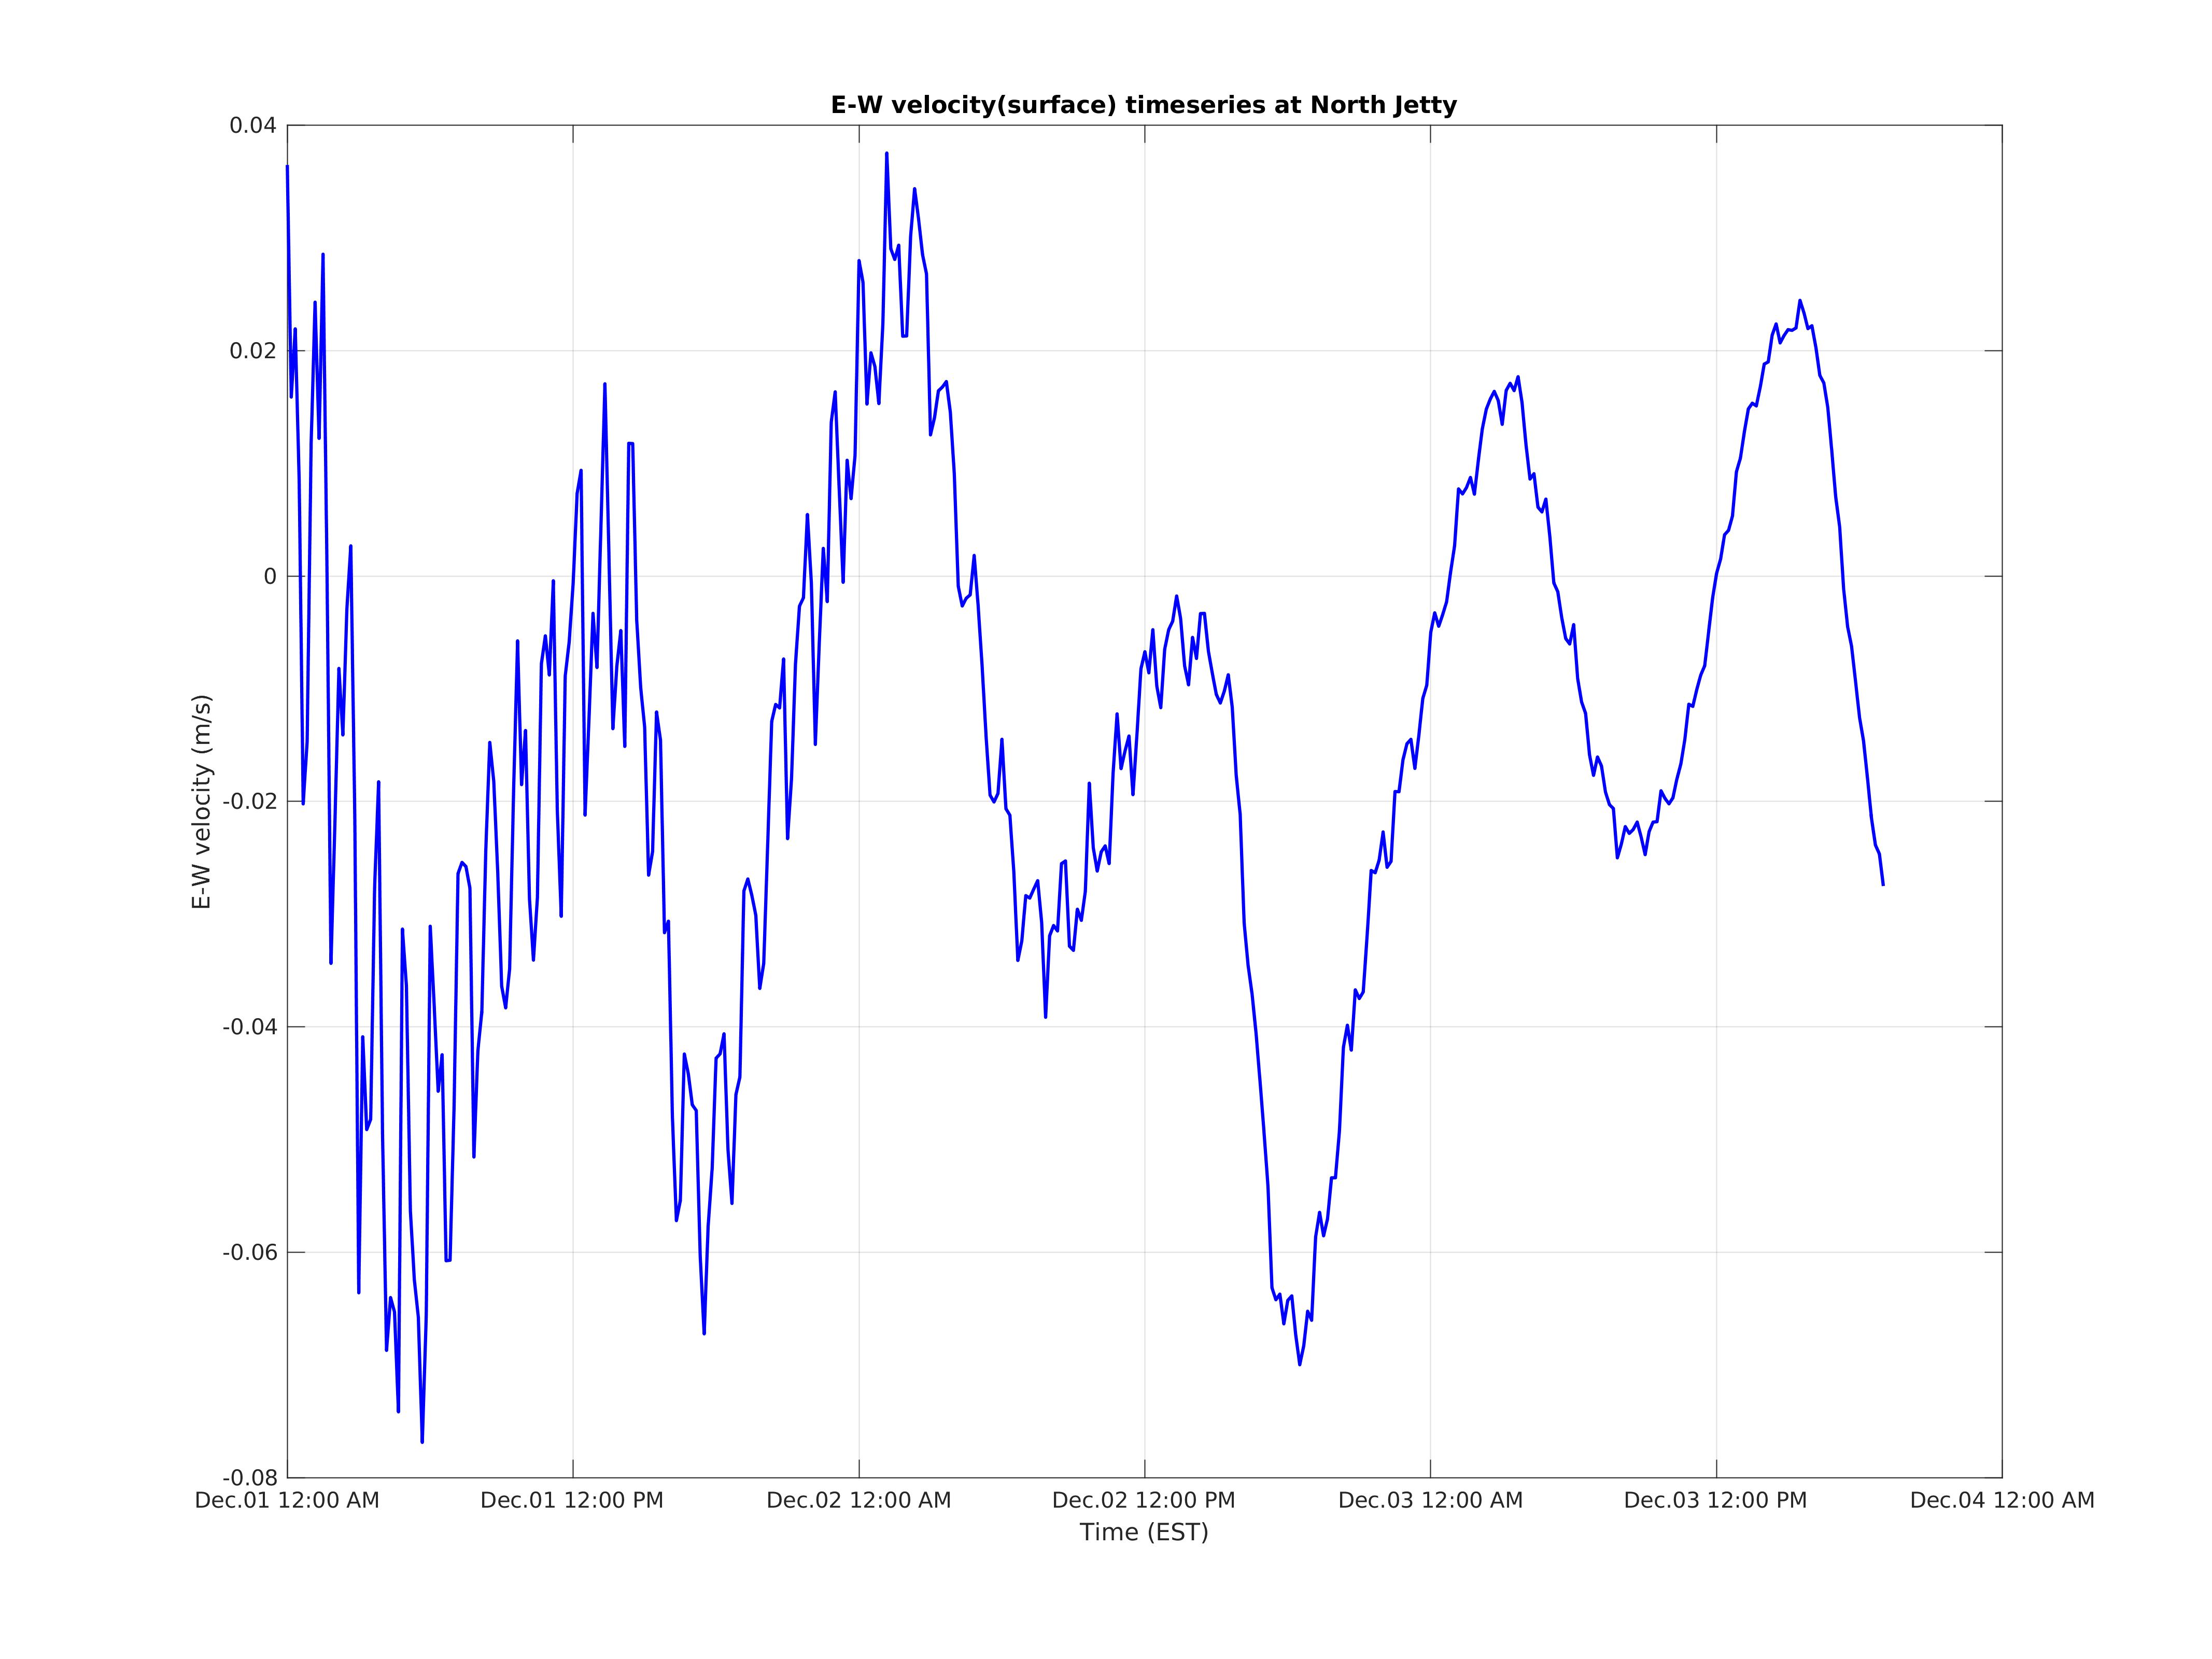 E-W velocity(surface) timeseries at North Jetty
0.04
0.02
0
-0.02
-0.04
-0.06
-0.08
E-W velocity (m/s)
Dec.01 12:00 AM Dec.01 12:00 PM Dec.02 12:00 AM Dec.02 12:00 PM Dec.03 12:00 AM Dec.03 12:00 PM Dec.04 12:00 AM
Time (EST)